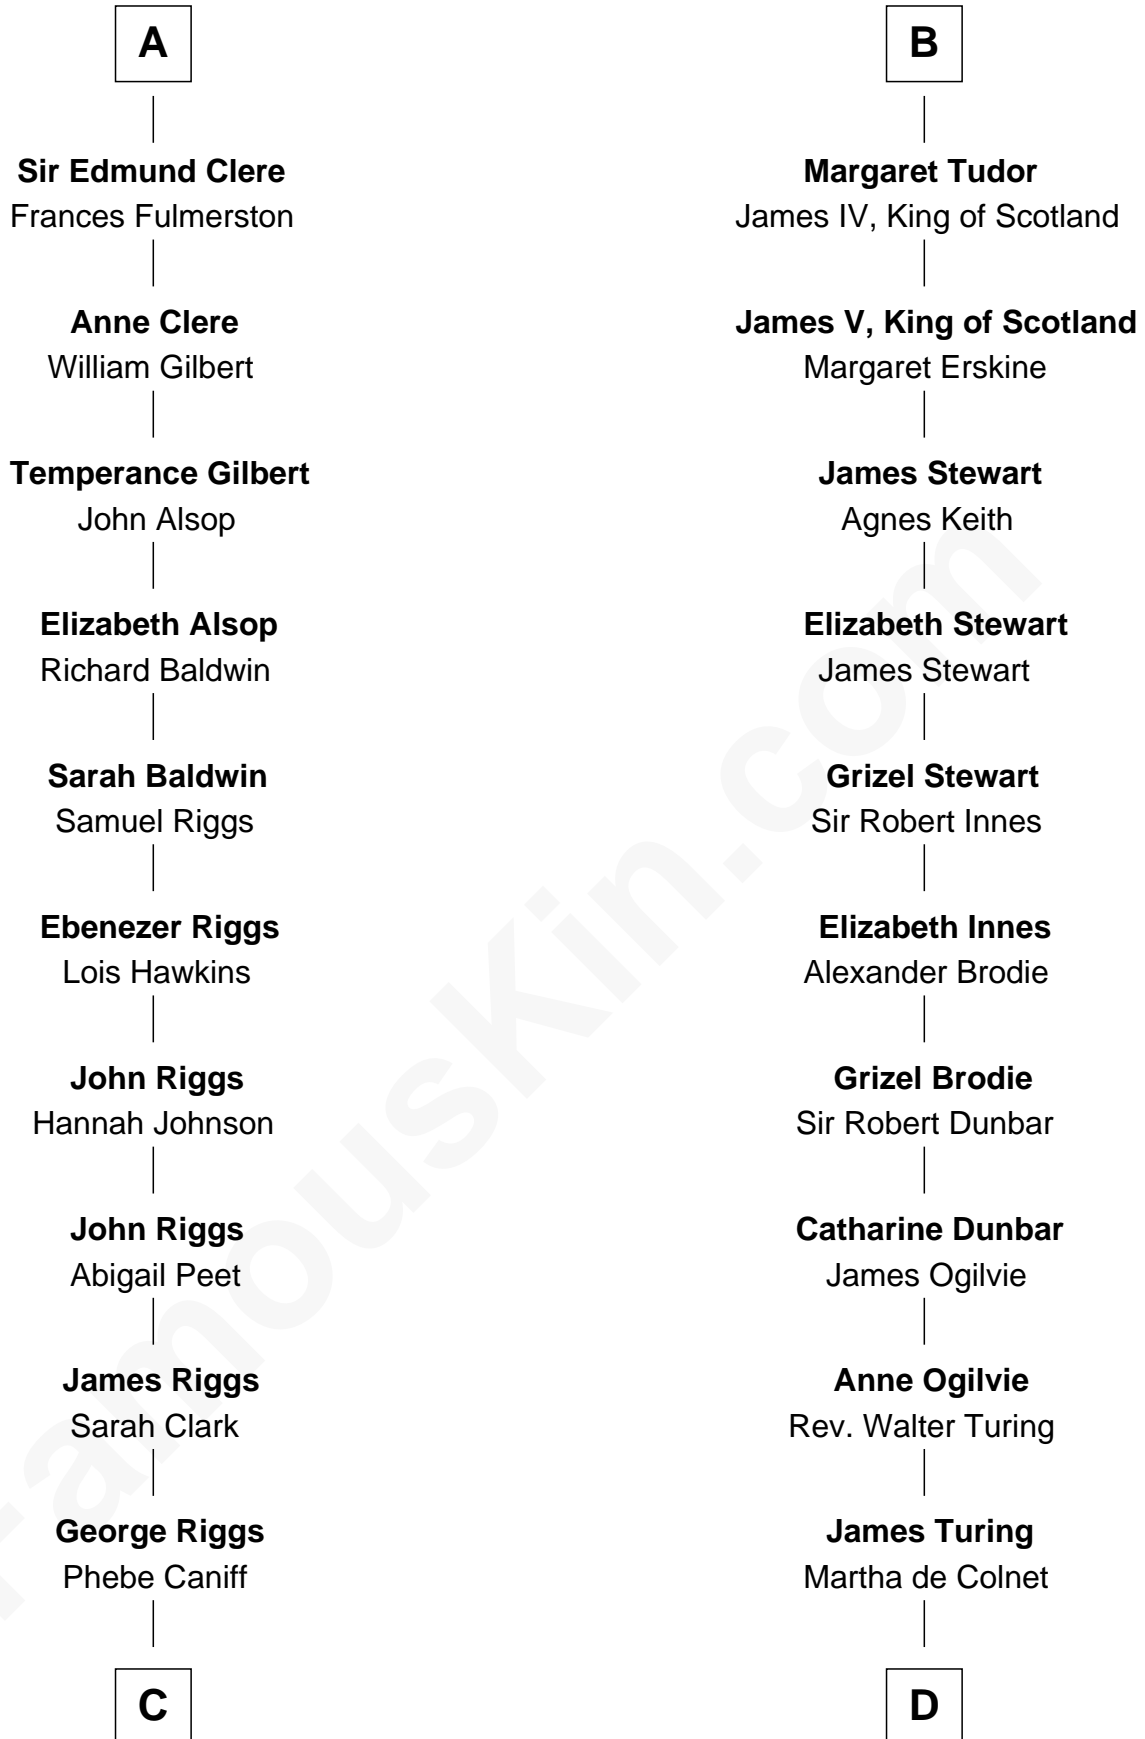 A
Sir Edmund Clere
Frances Fulmerston
Anne Clere
William Gilbert
Temperance Gilbert
John Alsop
Elizabeth Alsop
Richard Baldwin
Sarah Baldwin
Samuel Riggs
Ebenezer Riggs
Lois Hawkins
John Riggs
Hannah Johnson
John Riggs
Abigail Peet
James Riggs
Sarah Clark
George Riggs
Phebe Caniff
C
B
Margaret Tudor
James IV, King of Scotland
James V, King of Scotland
Margaret Erskine
James Stewart
Agnes Keith
Elizabeth Stewart
James Stewart
Grizel Stewart
Sir Robert Innes
Elizabeth Innes
Alexander Brodie
Grizel Brodie
Sir Robert Dunbar
Catharine Dunbar
James Ogilvie
Anne Ogilvie
Rev. Walter Turing
James Turing
Martha de Colnet
D
FamousKin.com